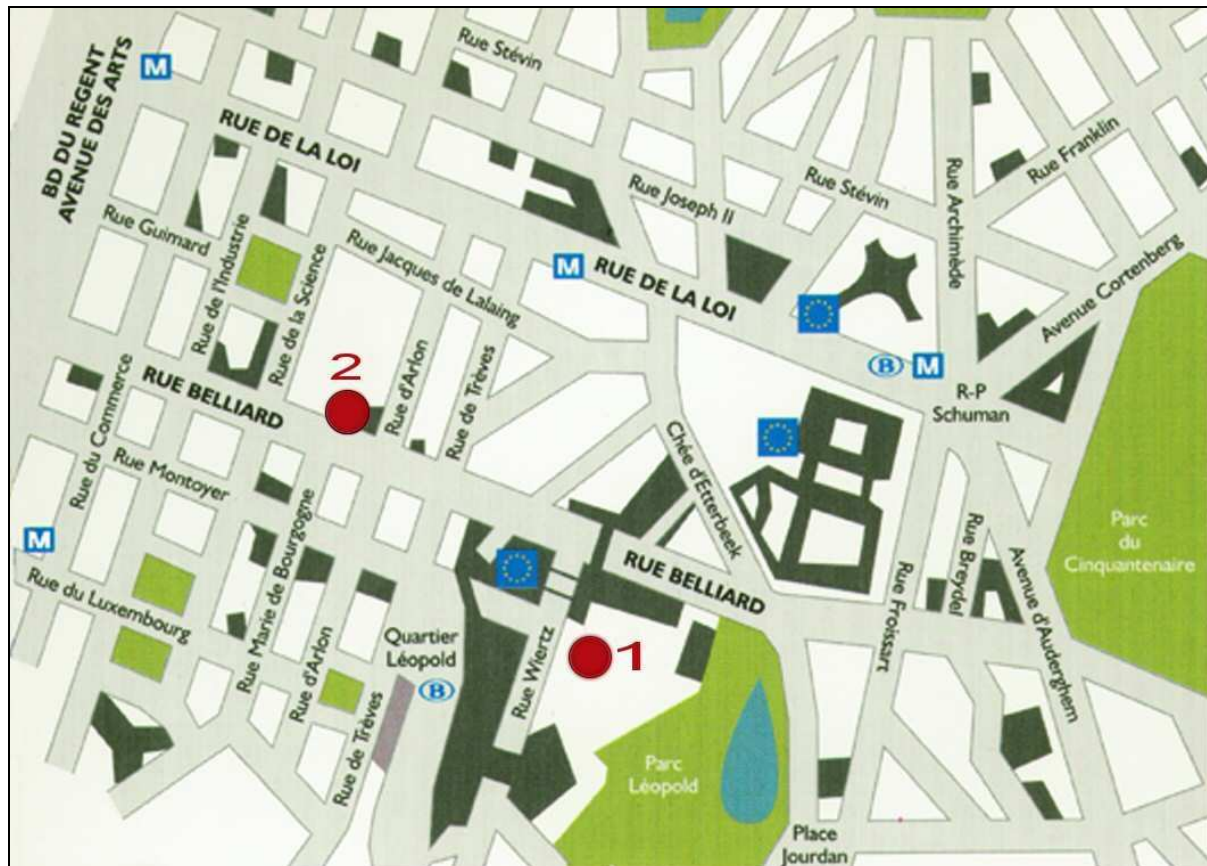 BD DU REGENT
AVENUE DES ARTS
M
Rue Stévin
RUE DE LA LOI
Rue Guimard
Rue de l'Industrie
Rue de la Science
Rue Jacques de Lalaing
Rue Joseph II
Rue Stévin
Rue Archimède
Rue Franklin
Avenue Cortenberg
M
RUE DE LA LOI
B
M
R-P
Schuman
Rue du Commerce
RUE BELLIARD
2
Rue d'Arlon
Rue de Trèves
Chée d'Etterbeek
Rue Montoyer
M
Rue du Luxembourg
Rue Marie de Bourgogne
Rue d'Arlon
Rue de Trèves
Quartier
Léopold
B
Rue Wiertz
1
RUE BELLIARD
Rue Froissart
Rue Breydel
Avenue d'Auderghem
Parc
du
Cinquantenaire
Parc
Léopold
Place
Jourdan